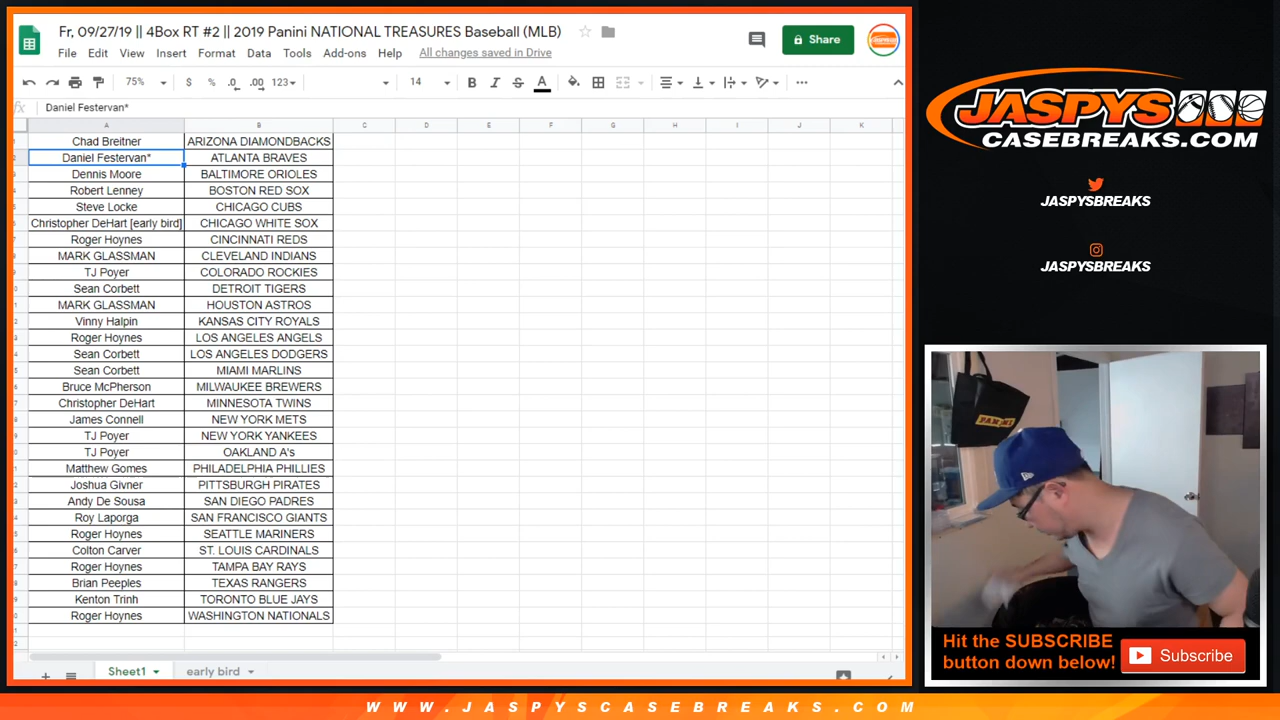 Fr, 09/27/19 || 4Box RT #2 || 2019 Panini NATIONAL TREASURES Baseball (MLB)
File Edit View Insert Format Data Tools Add-ons Help All changes saved in Drive
Share
75% $ % .0 .00 123 14 B I S A
fx Daniel Festervan*
A B C D E F G H I J K
Chad Breitner ARIZONA DIAMONDBACKS
Daniel Festervan* ATLANTA BRAVES
Dennis Moore BALTIMORE ORIOLES
Robert Lenney BOSTON RED SOX
Steve Locke CHICAGO CUBS
Christopher DeHart [early bird] CHICAGO WHITE SOX
Roger Hoynes CINCINNATI REDS
MARK GLASSMAN CLEVELAND INDIANS
TJ Poyer COLORADO ROCKIES
Sean Corbett DETROIT TIGERS
MARK GLASSMAN HOUSTON ASTROS
Vinny Halpin KANSAS CITY ROYALS
Roger Hoynes LOS ANGELES ANGELS
Sean Corbett LOS ANGELES DODGERS
Sean Corbett MIAMI MARLINS
Bruce McPherson MILWAUKEE BREWERS
Christopher DeHart MINNESOTA TWINS
James Connell NEW YORK METS
TJ Poyer NEW YORK YANKEES
TJ Poyer OAKLAND A's
Matthew Gomes PHILADELPHIA PHILLIES
Joshua Givner PITTSBURGH PIRATES
Andy De Sousa SAN DIEGO PADRES
Roy Laporga SAN FRANCISCO GIANTS
Roger Hoynes SEATTLE MARINERS
Colton Carver ST. LOUIS CARDINALS
Roger Hoynes TAMPA BAY RAYS
Brian Peeples TEXAS RANGERS
Kenton Trinh TORONTO BLUE JAYS
Roger Hoynes WASHINGTON NATIONALS
Sheet1 early bird
JASPYS
CASEBREAKS.COM
JASPYSBREAKS
JASPYSBREAKS
PANINI
Hit the SUBSCRIBE
button down below!
Subscribe
WWW.JASPYSCASEBREAKS.COM